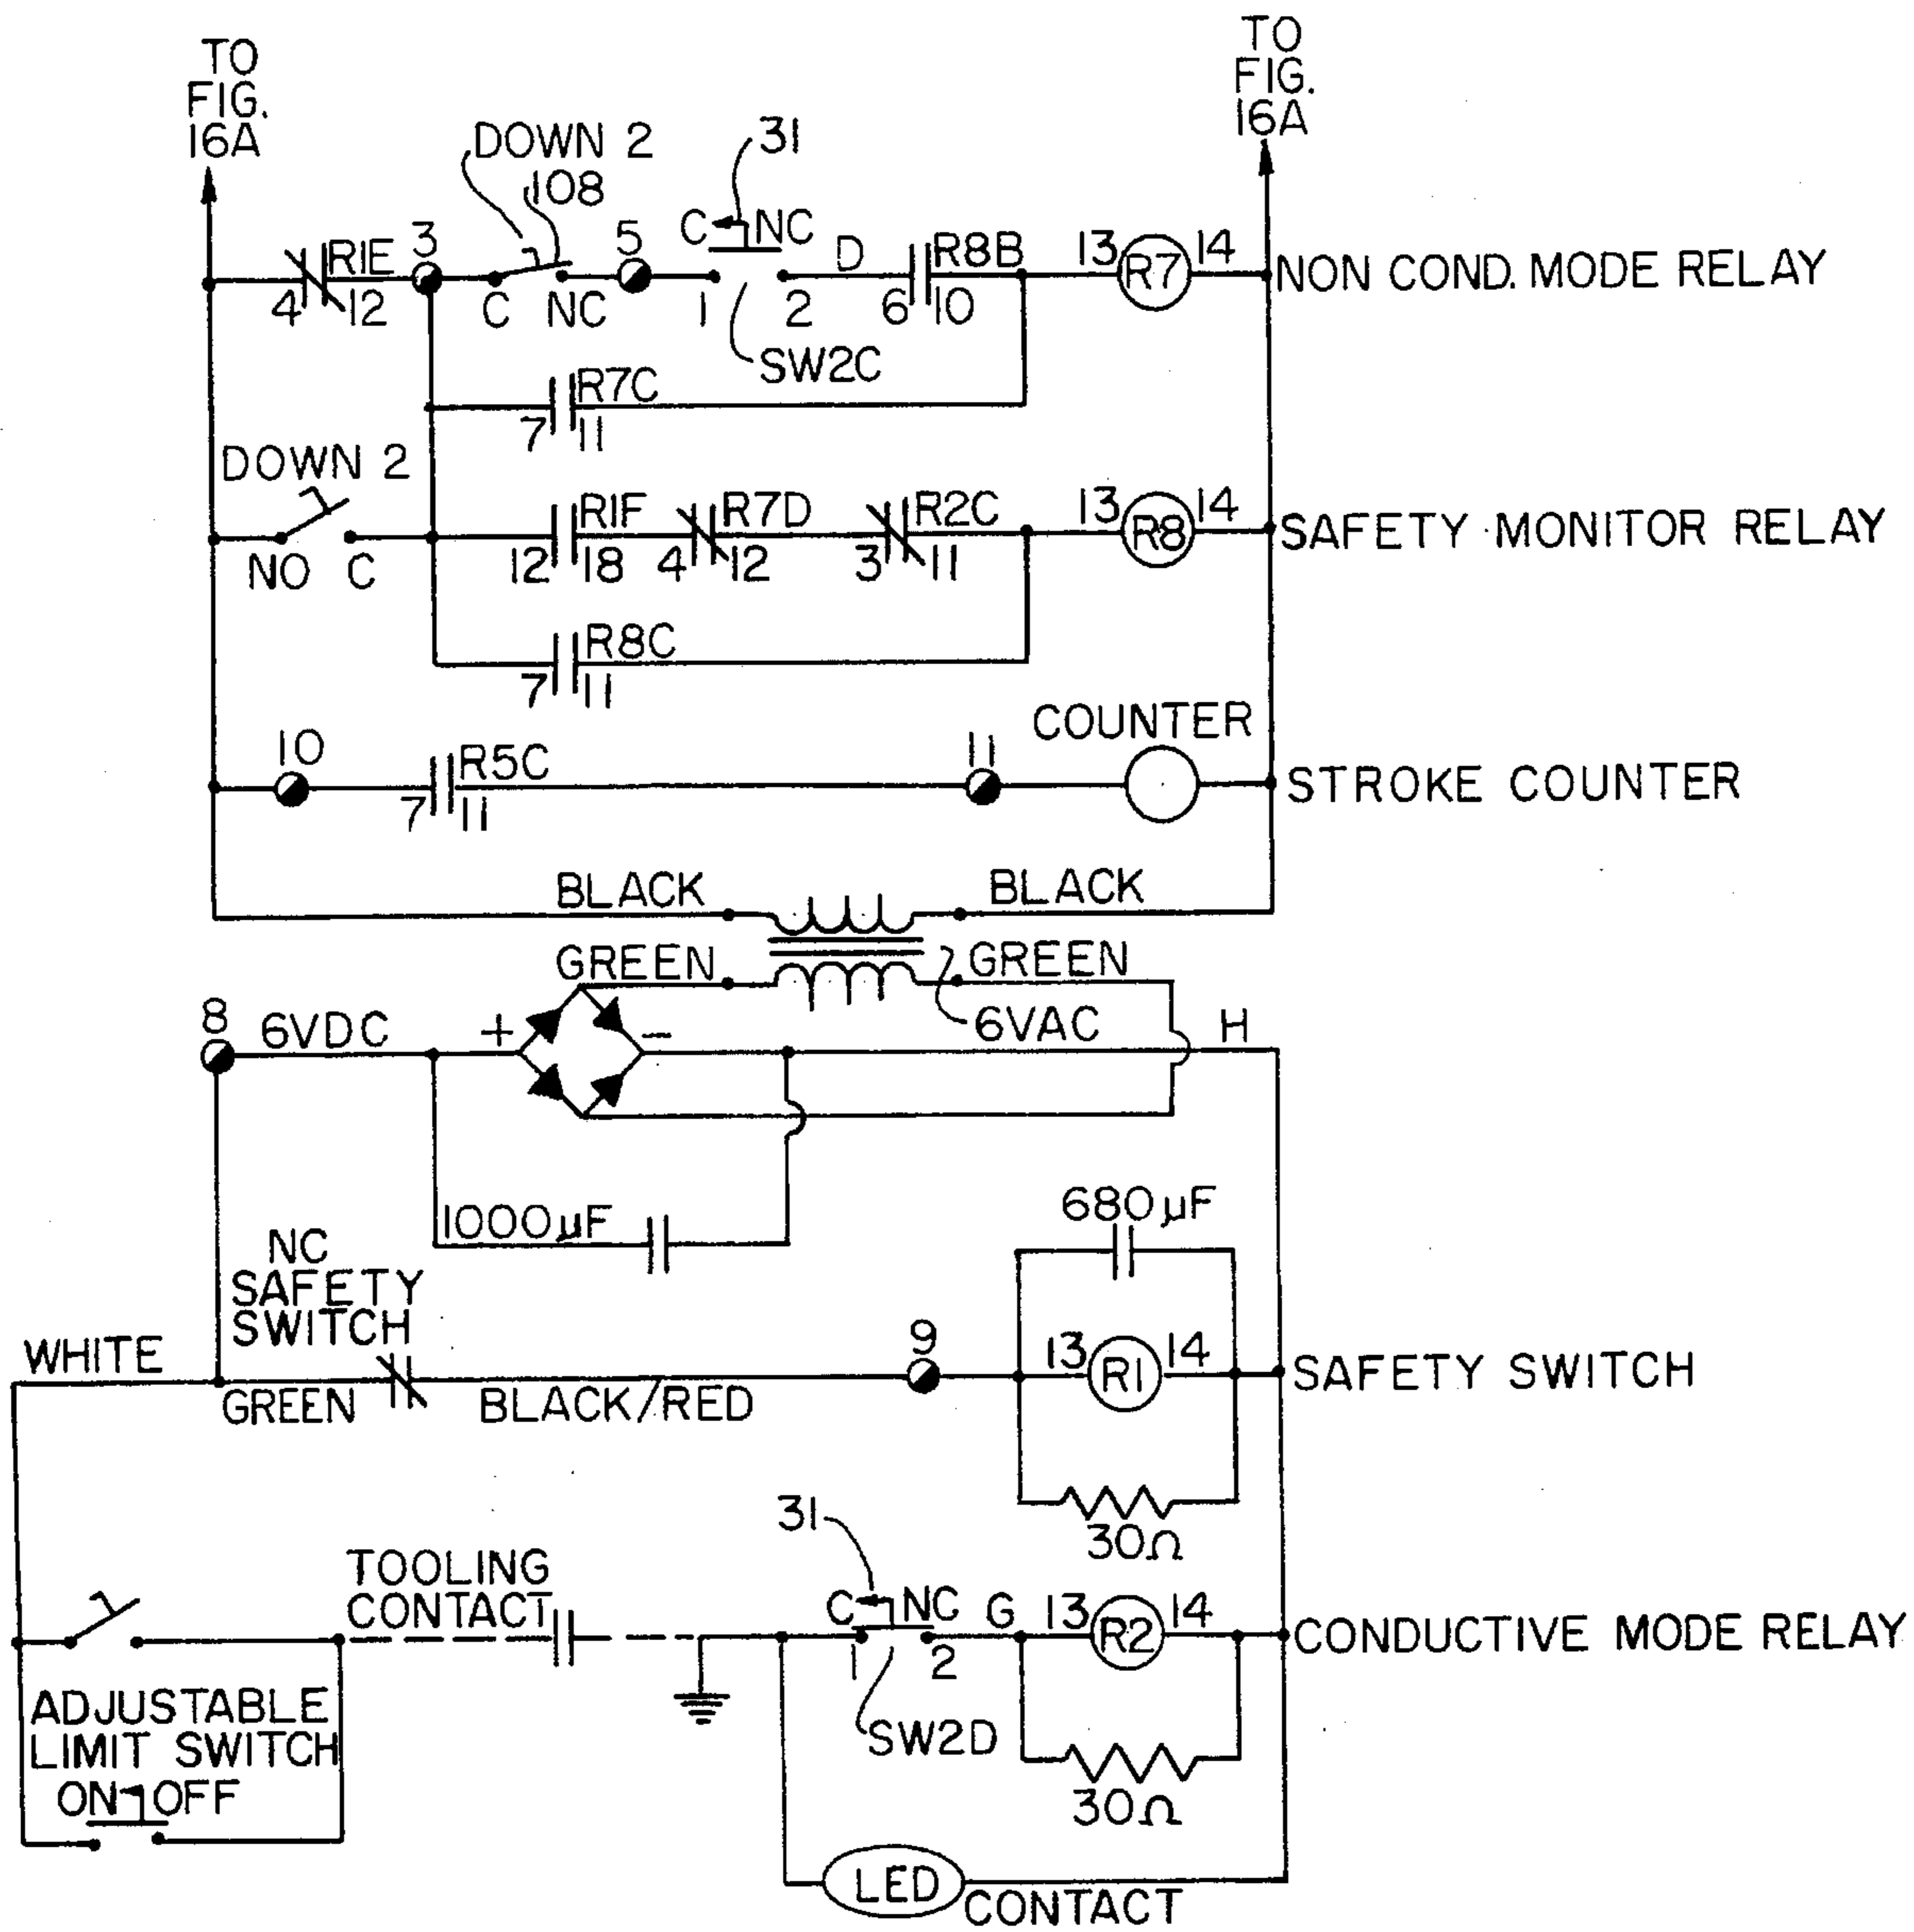 TO
FIG.
16A
TO
FIG.
16A
DOWN 2
108
31
R1E
3
5
C
NC
D
R8B
13
R7
14
NON COND. MODE RELAY
4
12
C
NC
1
2
6
10
SW2C
R7C
7
11
DOWN 2
R1F
R7D
R2C
13
R8
14
SAFETY MONITOR RELAY
NO
C
12
18
4
12
3
11
R8C
7
11
COUNTER
10
R5C
11
STROKE COUNTER
7
11
BLACK
BLACK
GREEN
GREEN
8
6VDC
+
-
6VAC
H
1000µF
680µF
NC
SAFETY
SWITCH
WHITE
GREEN
BLACK/RED
9
13
R1
14
SAFETY SWITCH
30Ω
31
TOOLING
CONTACT
C
NC
G
13
R2
14
CONDUCTIVE MODE RELAY
1
2
ADJUSTABLE
LIMIT SWITCH
SW2D
ON
OFF
30Ω
LED
CONTACT